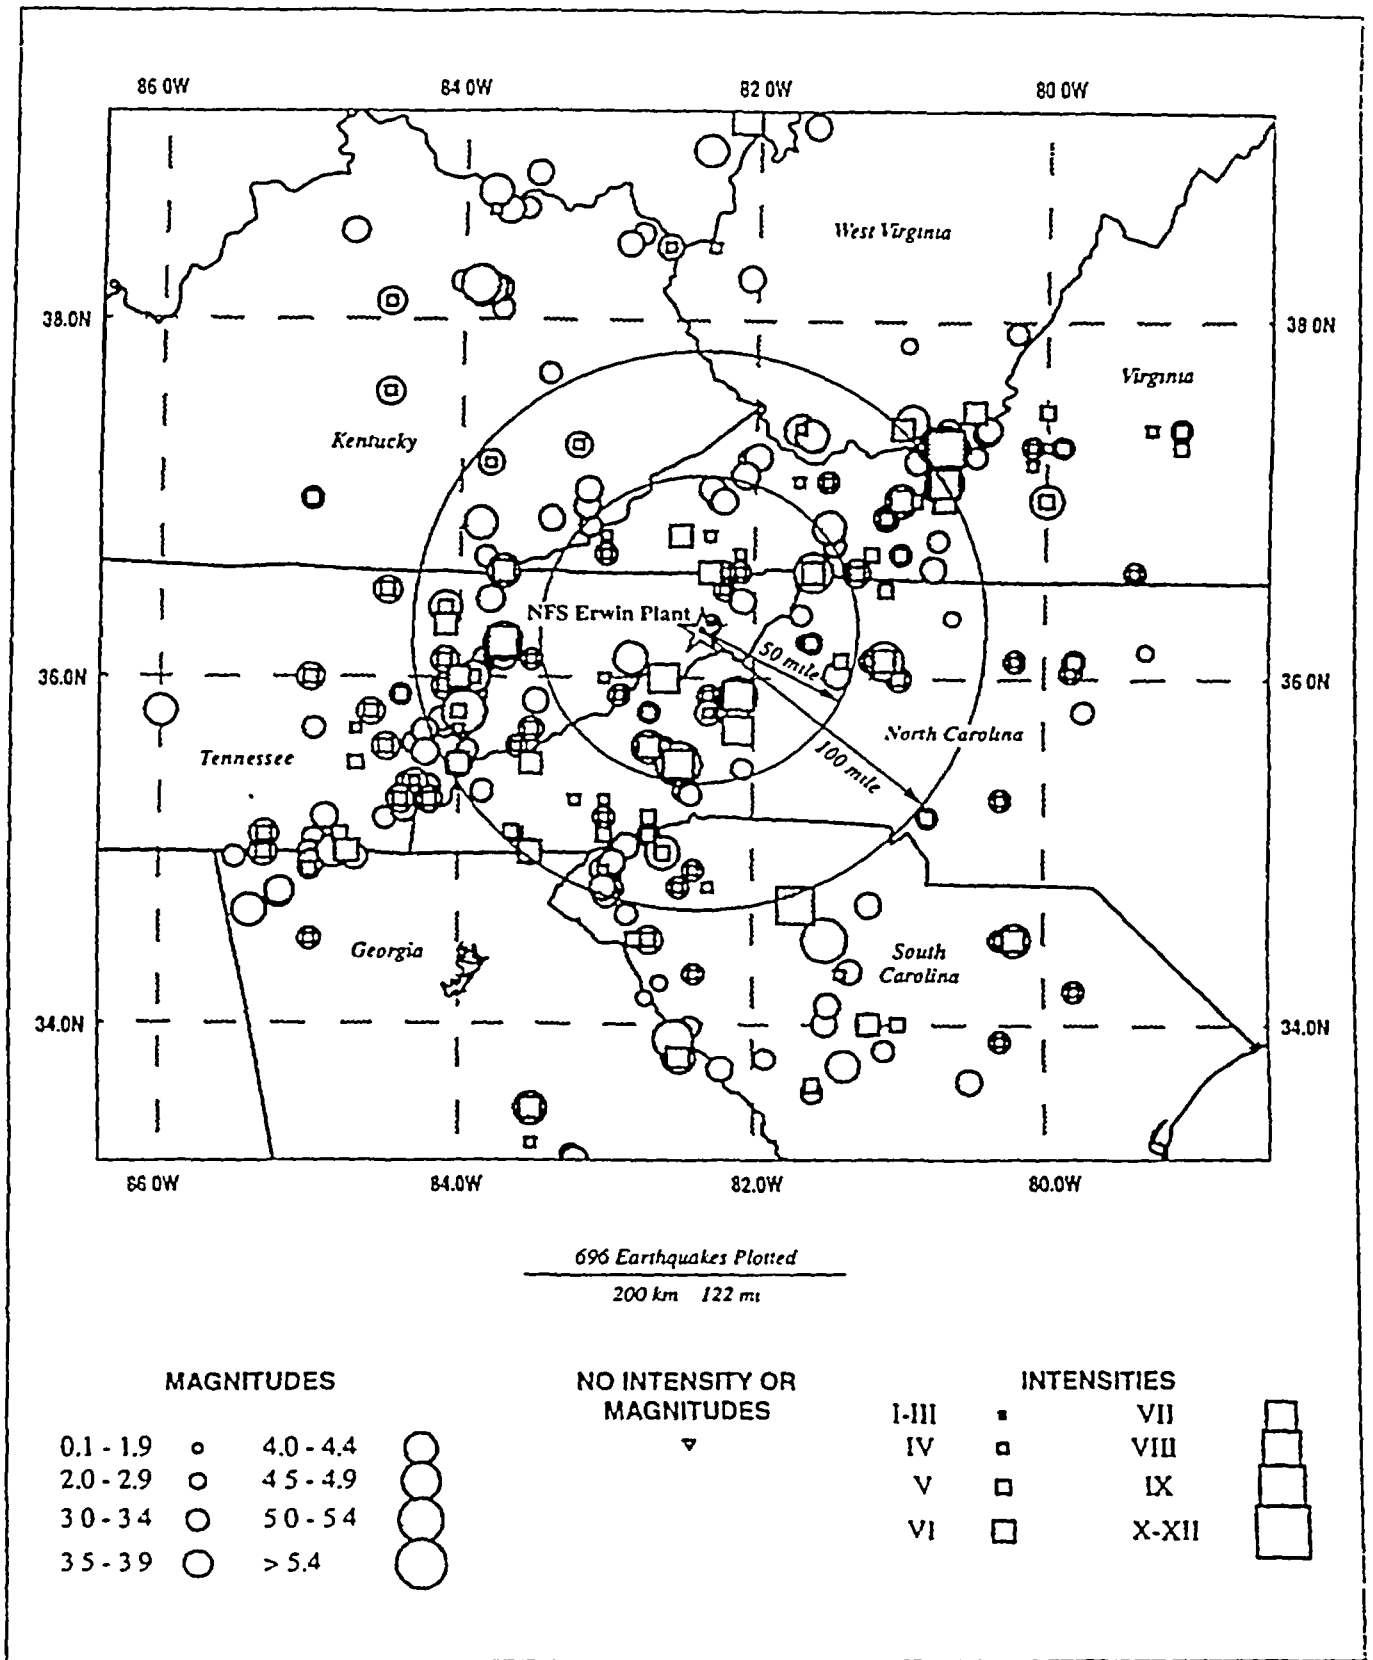 86 0W 84 0W 82 0W 80 0W
West Virginia
38.0N 38 0N
Virginia
Kentucky
NFS Erwin Plant
50 mile
36.0N 36 0N
North Carolina
Tennessee
100 mile
Georgia
South
Carolina
34.0N 34.0N
86 0W 84.0W 82.0W 80.0W
696 Earthquakes Plotted
200 km 122 mi
MAGNITUDES
0.1 - 1.9 4.0 - 4.4
2.0 - 2.9 4 5 - 4.9
3 0 - 3 4 5 0 - 5 4
3 5 - 3 9 > 5.4
NO INTENSITY OR
MAGNITUDES
INTENSITIES
I-III VII
IV VIII
V IX
VI X-XII